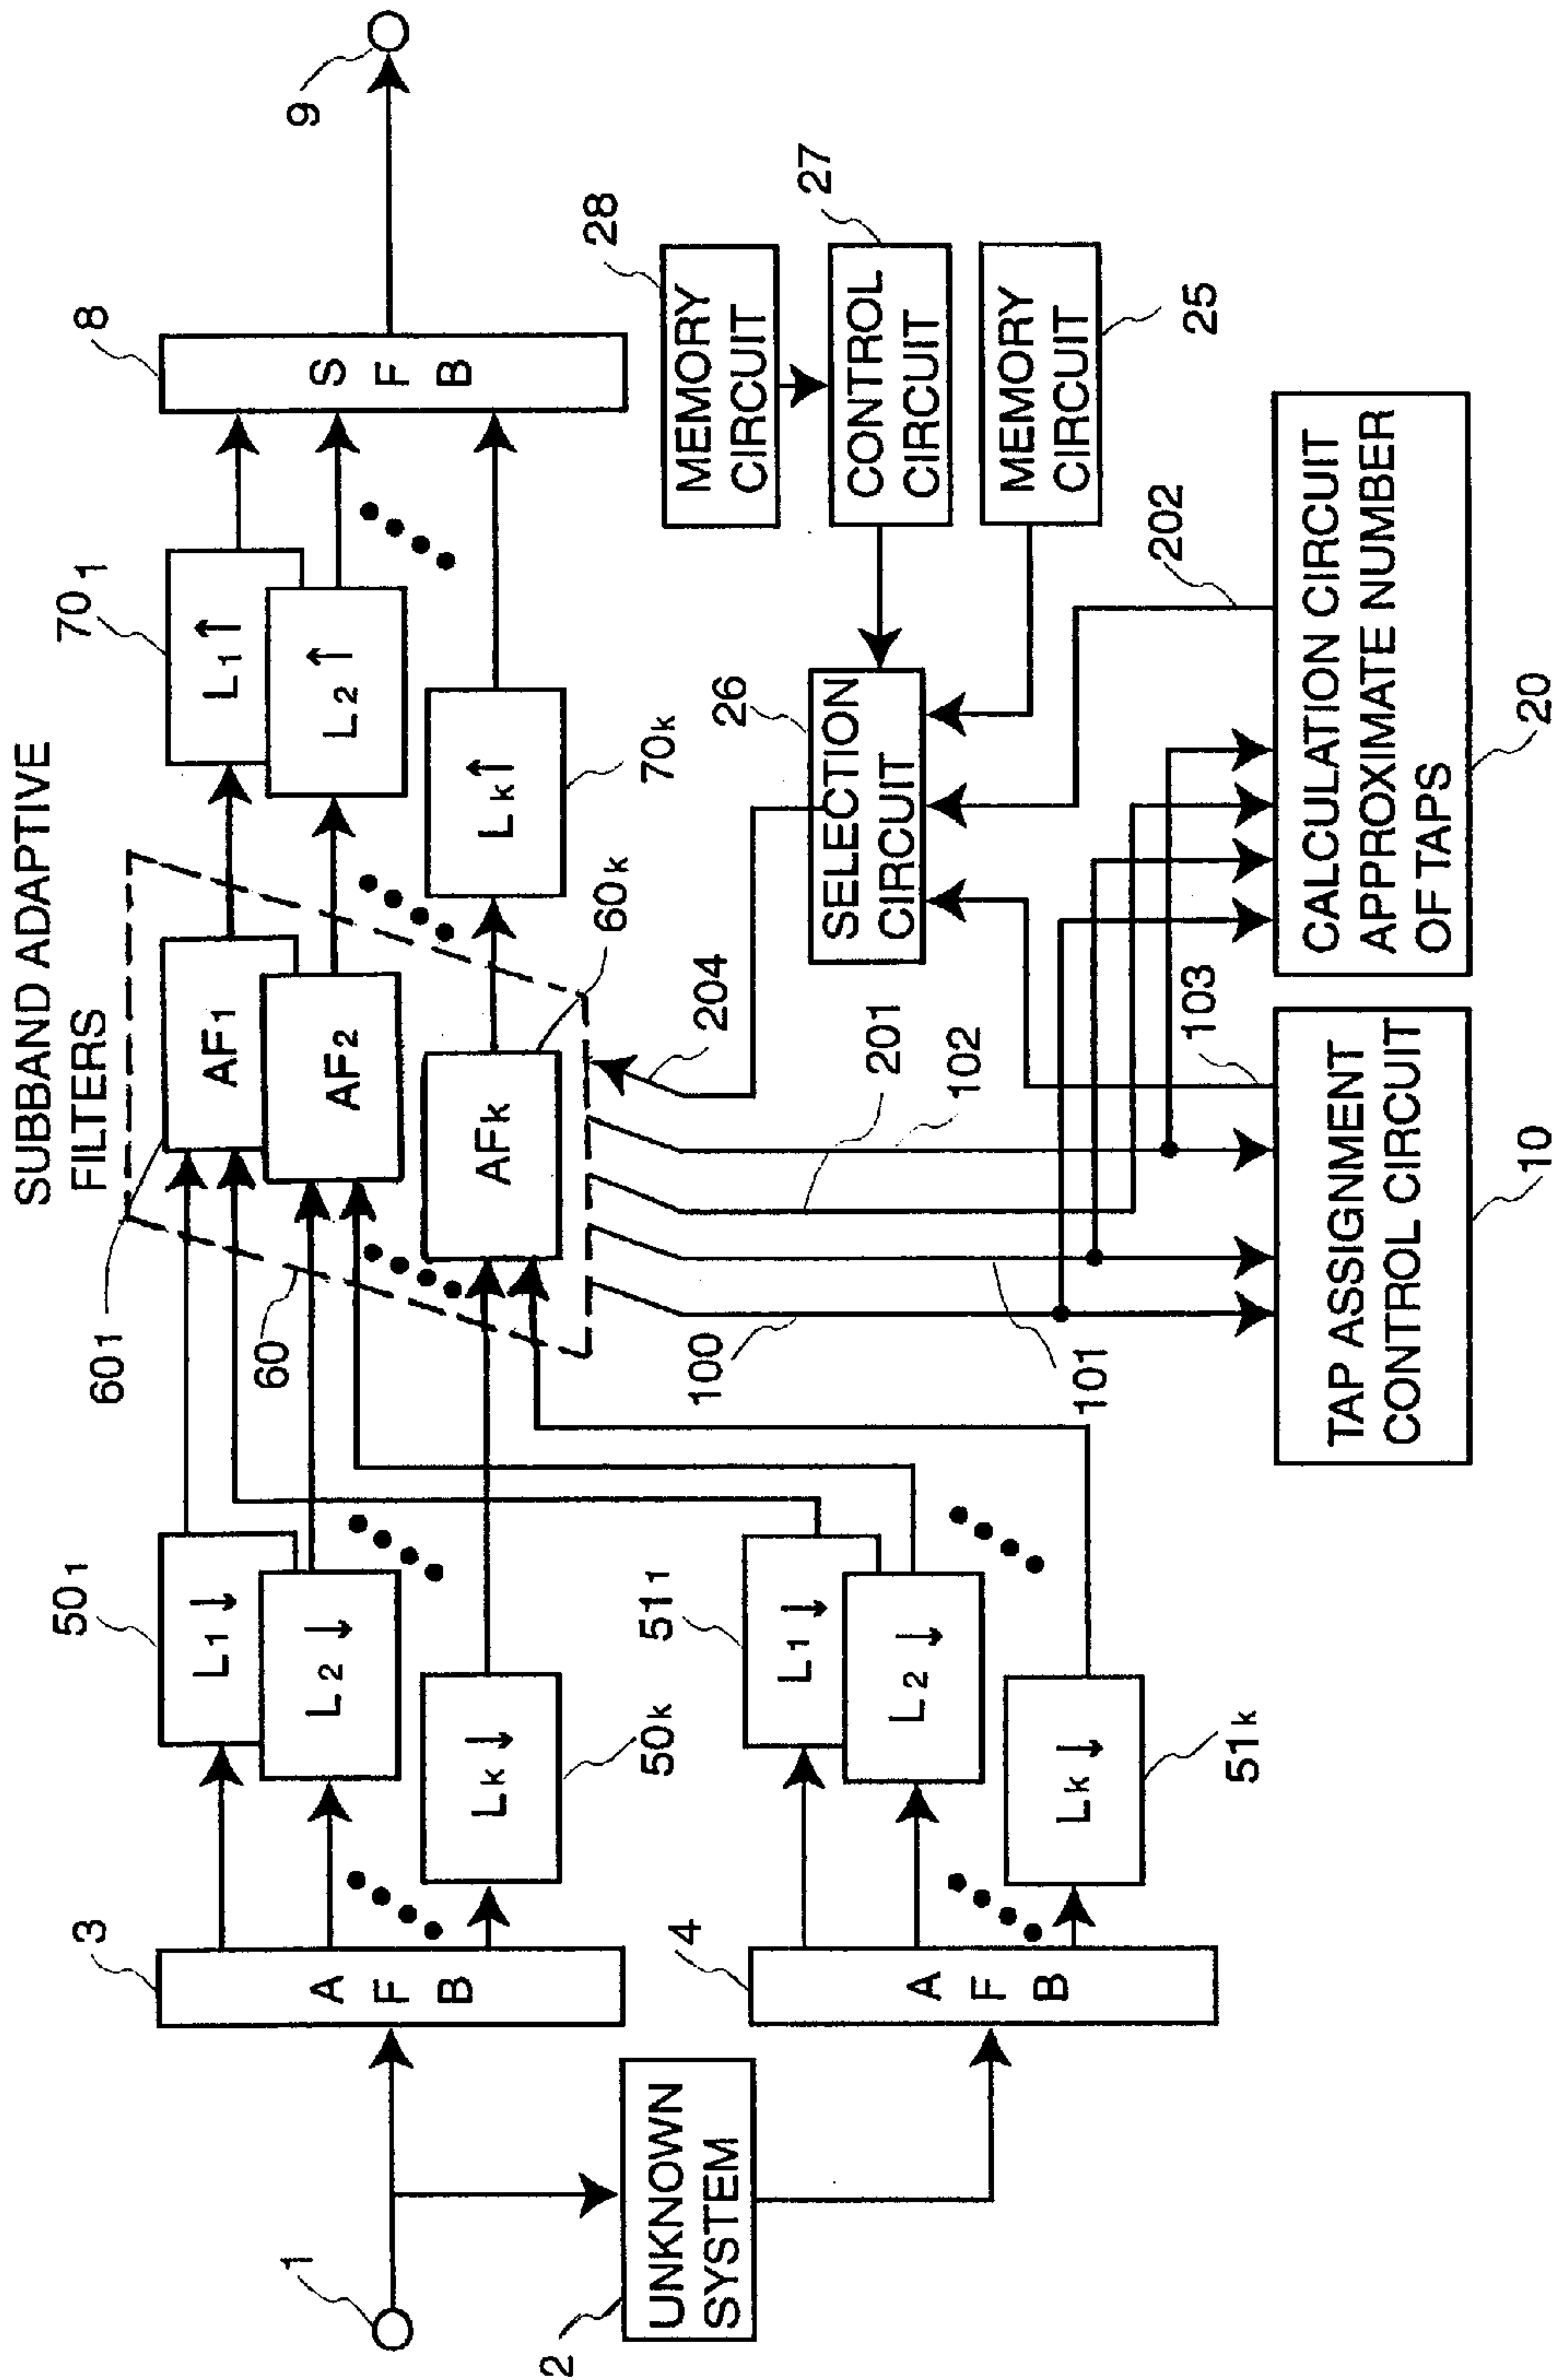 SUBBAND ADAPTIVE
FILTERS
1
2
UNKNOWN
SYSTEM
3
A
F
B
4
A
F
B
50₁
L₁↓
L₂↓
Lₖ↓
50ₖ
51₁
L₁↓
L₂↓
Lₖ↓
51ₖ
60₁
60
AF₁
AF₂
AFₖ
60ₖ
70₁
L₁↑
L₂↑
Lₖ↑
70ₖ
8
S
F
B
9
100
101
201
102
204
TAP ASSIGNMENT
CONTROL CIRCUIT
10
103
26
SELECTION
CIRCUIT
28
MEMORY
CIRCUIT
27
CONTROL
CIRCUIT
MEMORY
CIRCUIT
25
202
CALCULATION CIRCUIT
APPROXIMATE NUMBER
OF TAPS
20